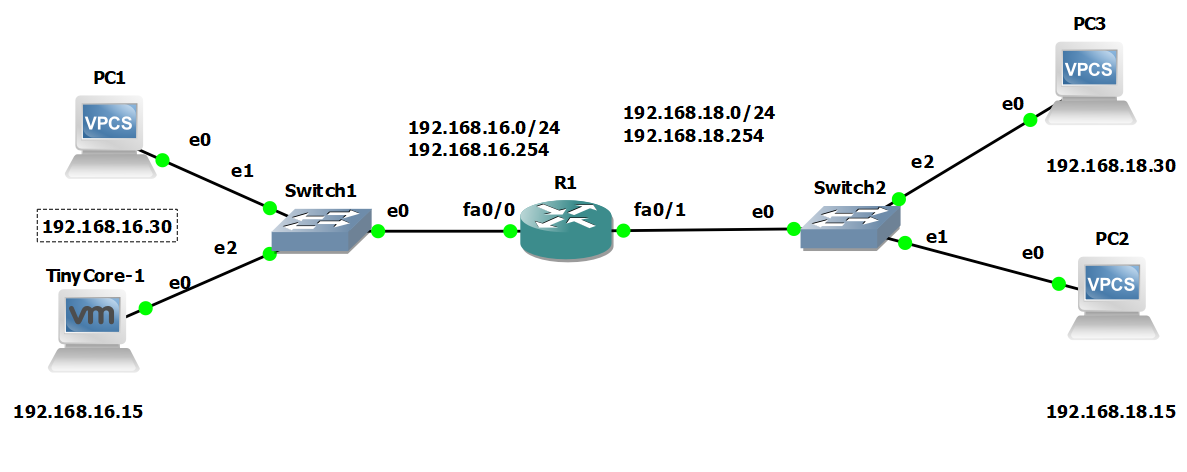 PC3
VPCS
e0
192.168.18.30
PC1
VPCS
e0
e1
192.168.16.0/24
192.168.16.254
192.168.18.0/24
192.168.18.254
e2
Switch1
R1
Switch2
192.168.16.30
e0
fa0/0
fa0/1
e0
e1
e2
PC2
VPCS
e0
TinyCore-1
vm
e0
192.168.16.15
192.168.18.15